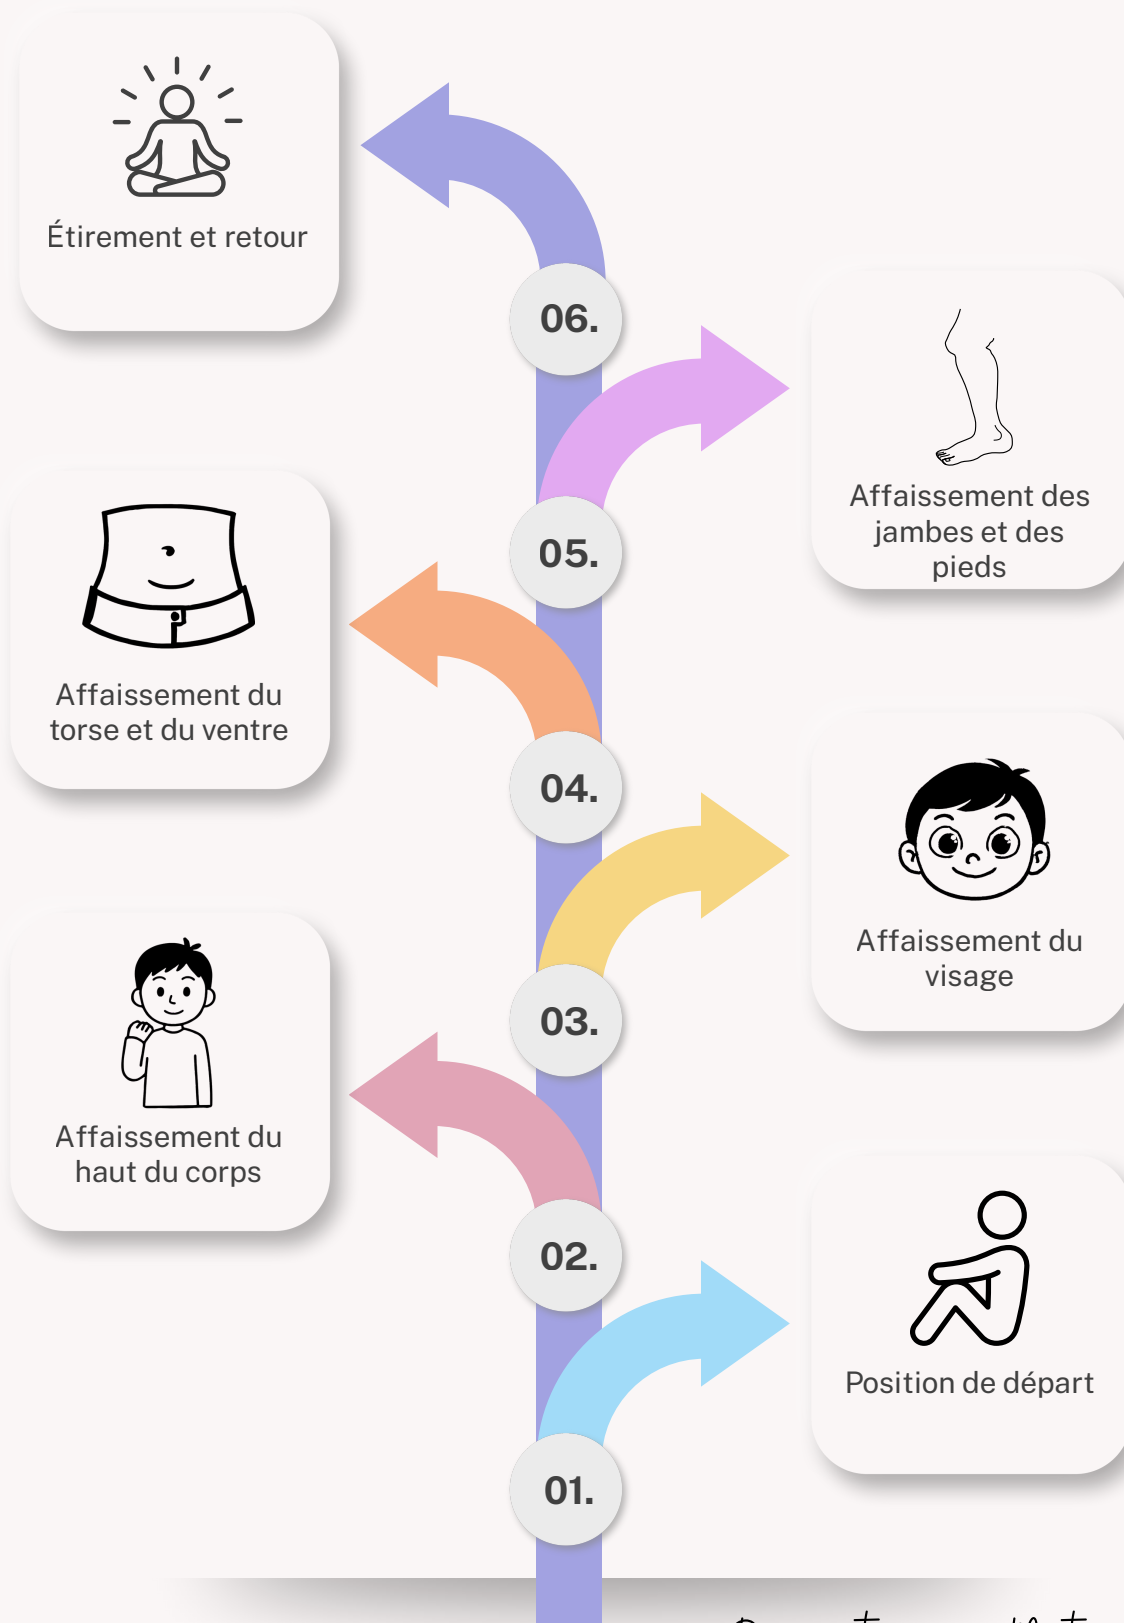 Étirement et retour
06.
Affaissement des
jambes et des
pieds
05.
Affaissement du
torse et du ventre
04.
Affaissement du
visage
03.
Affaissement du
haut du corps
02.
Position de départ
01.